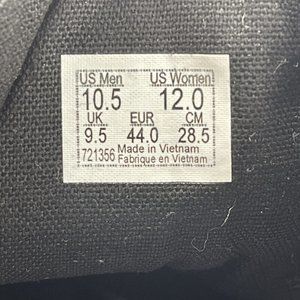 US Men US Women
10.5 12.0
UK EUR CM
9.5 44.0 28.5
721356 Made in Vietnam
Fabrique en Vietnam